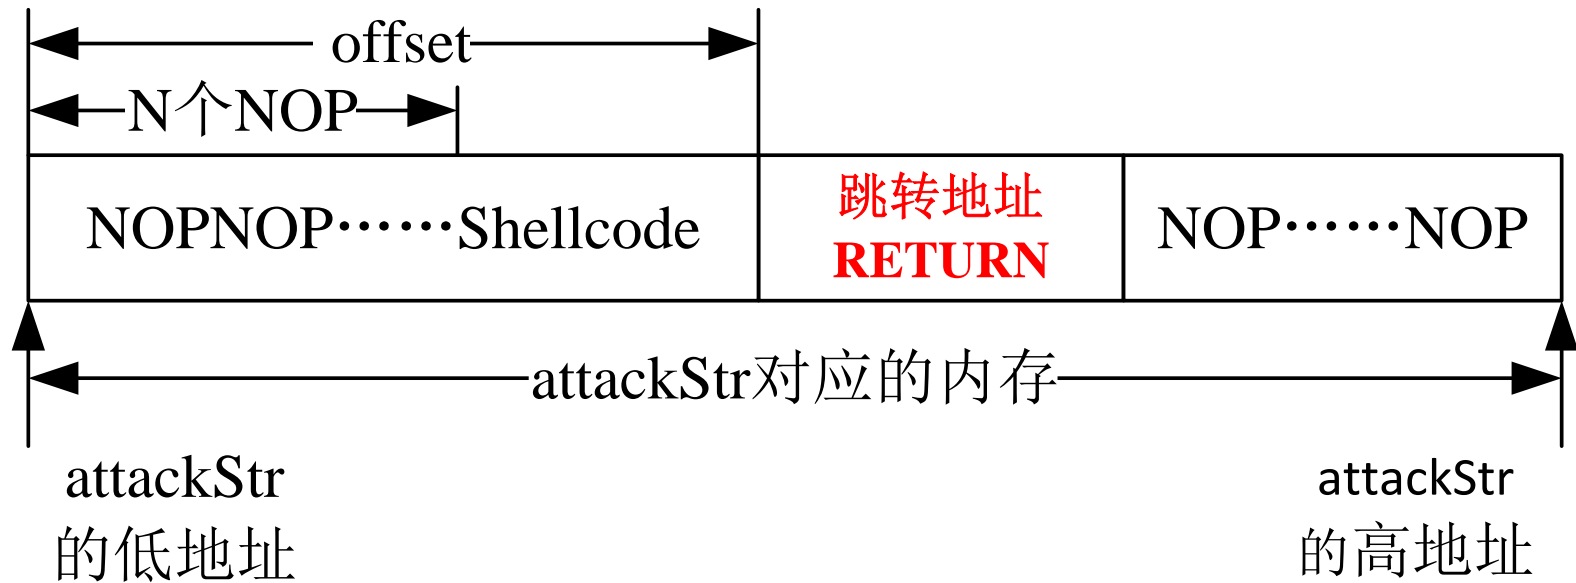 offset
N个NOP
NOPNOP……Shellcode
跳转地址
RETURN
NOP……NOP
attackStr对应的内存
attackStr
的低地址
attackStr
的高地址